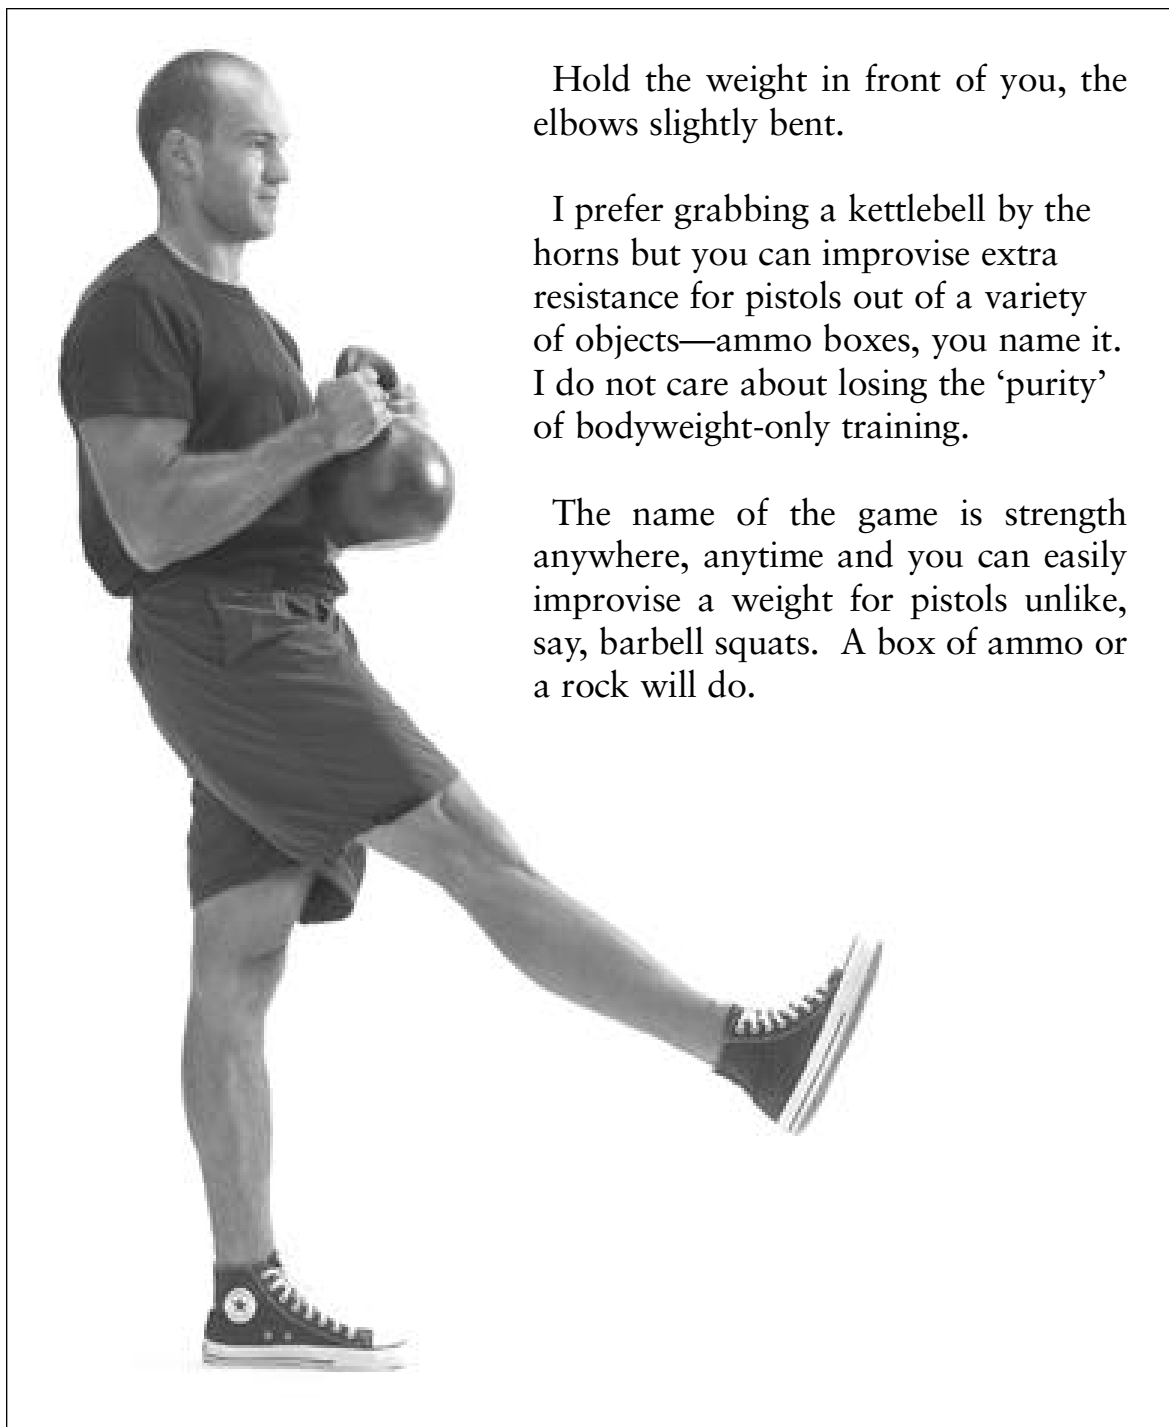 Hold the weight in front of you, the
elbows slightly bent.
I prefer grabbing a kettlebell by the
horns but you can improvise extra
resistance for pistols out of a variety
of objects—ammo boxes, you name it.
I do not care about losing the ‘purity’
of bodyweight-only training.
The name of the game is strength
anywhere, anytime and you can easily
improvise a weight for pistols unlike,
say, barbell squats.  A box of ammo or
a rock will do.